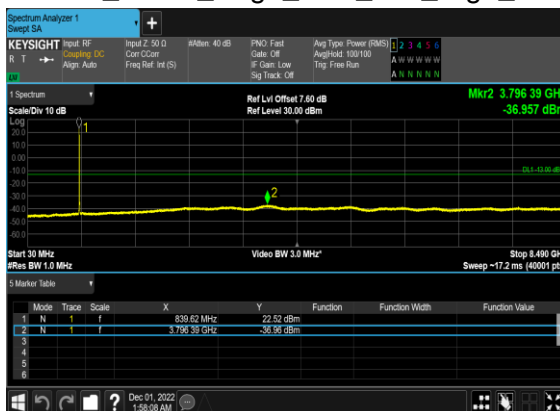 Spectrum Analyzer 1
Swept SA
KEYSIGHT Input: RF Input Z: 50 Ω #Atten: 40 dB PNO: Fast Avg Type: Power (RMS) 1 2 3 4 5 6
R T Coupling: DC Corr CCorr Gate: Off Avg|Hold: 100/100 A W W W W W
Align: Auto Freq Ref: Int (S) IF Gain: Low Trig: Free Run
Sig Track: Off A N N N N N
LXI
1 Spectrum Ref Lvl Offset 7.60 dB Mkr2 3.796 39 GH
Scale/Div 10 dB Ref Level 30.00 dBm -36.957 dBr
Log
1
20.0
10.0
0.00
-10.0
DL1 -13.00 dB
-20.0
-30.0
2
-40.0
-50.0
-60.0
Start 30 MHz Video BW 3.0 MHz* Stop 8.490 GH
#Res BW 1.0 MHz Sweep ~17.2 ms (40001 pt
5 Marker Table
Mode Trace Scale X Y Function Function Width Function Value
1 N 1 f 839.62 MHz 22.52 dBm
2 N 1 f 3.796 39 GHz -36.96 dBm
3
4
5
6
? Dec 01, 2022
1:58:08 AM